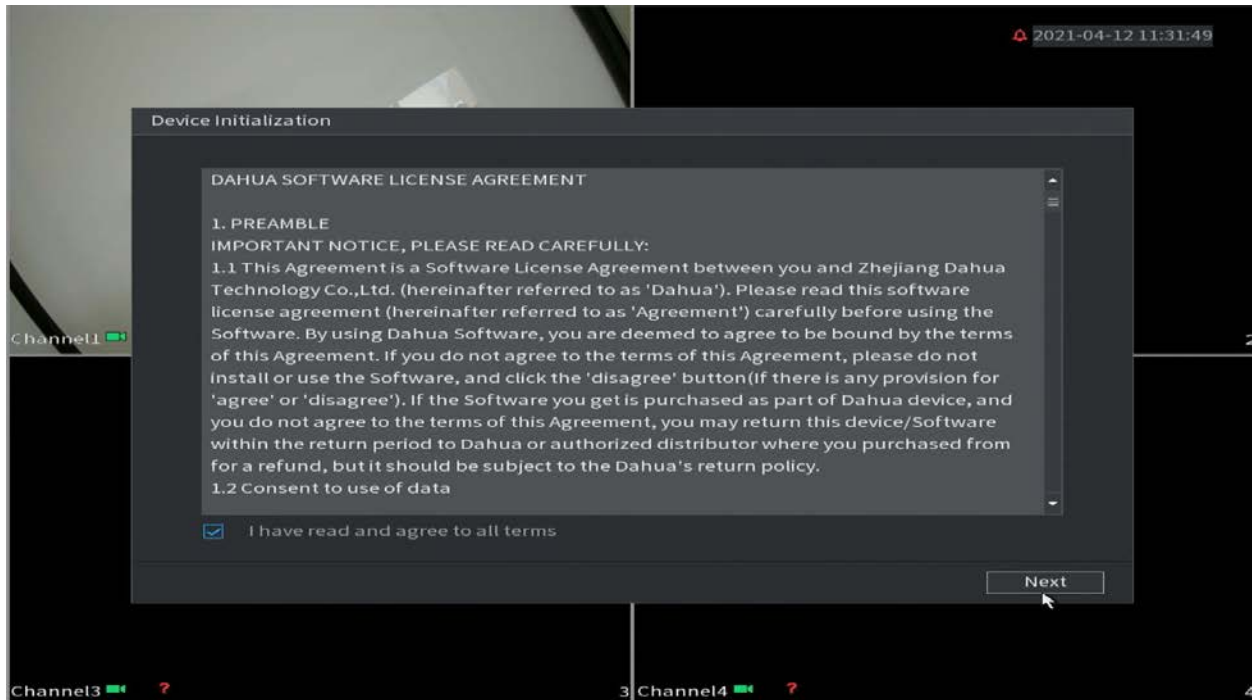 2021-04-12 11:31:49
Device Initialization
DAHUA SOFTWARE LICENSE AGREEMENT
1. PREAMBLE
IMPORTANT NOTICE, PLEASE READ CAREFULLY:
1.1 This Agreement is a Software License Agreement between you and Zhejiang Dahua
Technology Co.,Ltd. (hereinafter referred to as 'Dahua'). Please read this software
license agreement (hereinafter referred to as 'Agreement') carefully before using the
Software. By using Dahua Software, you are deemed to agree to be bound by the terms
of this Agreement. If you do not agree to the terms of this Agreement, please do not
install or use the Software, and click the 'disagree' button(If there is any provision for
'agree' or 'disagree'). If the Software you get is purchased as part of Dahua device, and
you do not agree to the terms of this Agreement, you may return this device/Software
within the return period to Dahua or authorized distributor where you purchased from
for a refund, but it should be subject to the Dahua's return policy.
1.2 Consent to use of data
Channel1
I have read and agree to all terms
Next
Channel3 ? 3
Channel4 ?